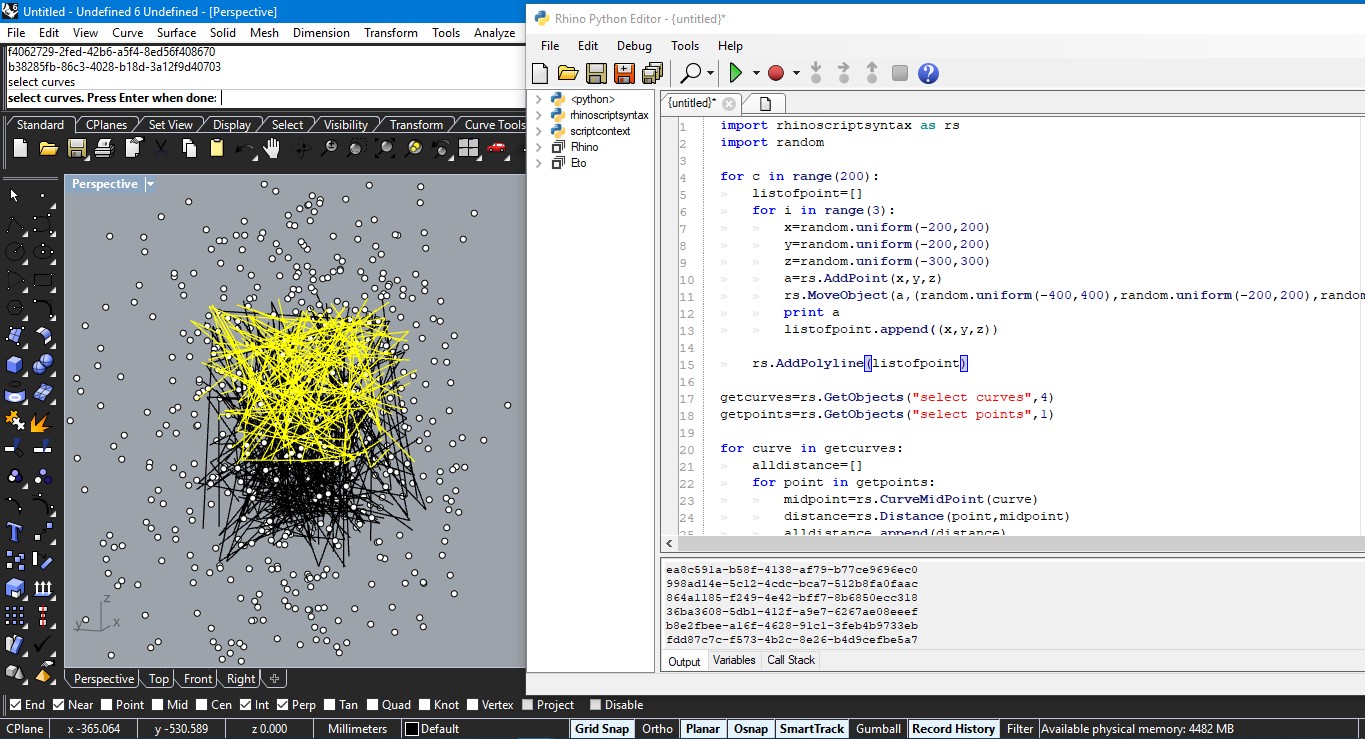 Untitled - Undefined 6 Undefined - [Perspective]
File Edit View Curve Surface Solid Mesh Dimension Transform Tools Analyze
f4062729-2fed-42b6-a5f4-8ed56f408670
b38285fb-86c3-4028-b18d-3a12f9d40703
select curves
select curves. Press Enter when done:
Standard CPlanes Set View Display Select Visibility Transform Curve Tools
Perspective
z
y x
Perspective Top Front Right
Rhino Python Editor - {untitled}*
File Edit Debug Tools Help
<python>
rhinoscriptsyntax
scriptcontext
Rhino
Eto
{untitled}*
1 import rhinoscriptsyntax as rs
2 import random
3
4 for c in range(200):
5 listofpoint=[]
6 for i in range(3):
7 x=random.uniform(-200,200)
8 y=random.uniform(-200,200)
9 z=random.uniform(-300,300)
10 a=rs.AddPoint(x,y,z)
11 rs.MoveObject(a,(random.uniform(-400,400),random.uniform(-200,200),random
12 print a
13 listofpoint.append((x,y,z))
14
15 rs.AddPolyline(listofpoint)
16
17 getcurves=rs.GetObjects("select curves",4)
18 getpoints=rs.GetObjects("select points",1)
19
20 for curve in getcurves:
21 alldistance=[]
22 for point in getpoints:
23 midpoint=rs.CurveMidPoint(curve)
24 distance=rs.Distance(point,midpoint)
25 alldistance.append(distance)
ea8c591a-b58f-4138-af79-b77ce9696ec0
998ad14e-5c12-4cdc-bca7-512b8fa0faac
864a1185-f249-4e42-bff7-8b6850ecc318
36ba3608-5db1-412f-a9e7-6267ae08eeef
b8e2fbee-a16f-4628-91c1-3feb4b9733eb
fdd87c7c-f573-4b2c-8e26-b4d9cefbe5a7
Output Variables Call Stack
End Near Point Mid Cen Int Perp Tan Quad Knot Vertex Project Disable
CPlane x -365.064 y -530.589 z 0.000 Millimeters Default Grid Snap Ortho Planar Osnap SmartTrack Gumball Record History Filter Available physical memory: 4482 MB